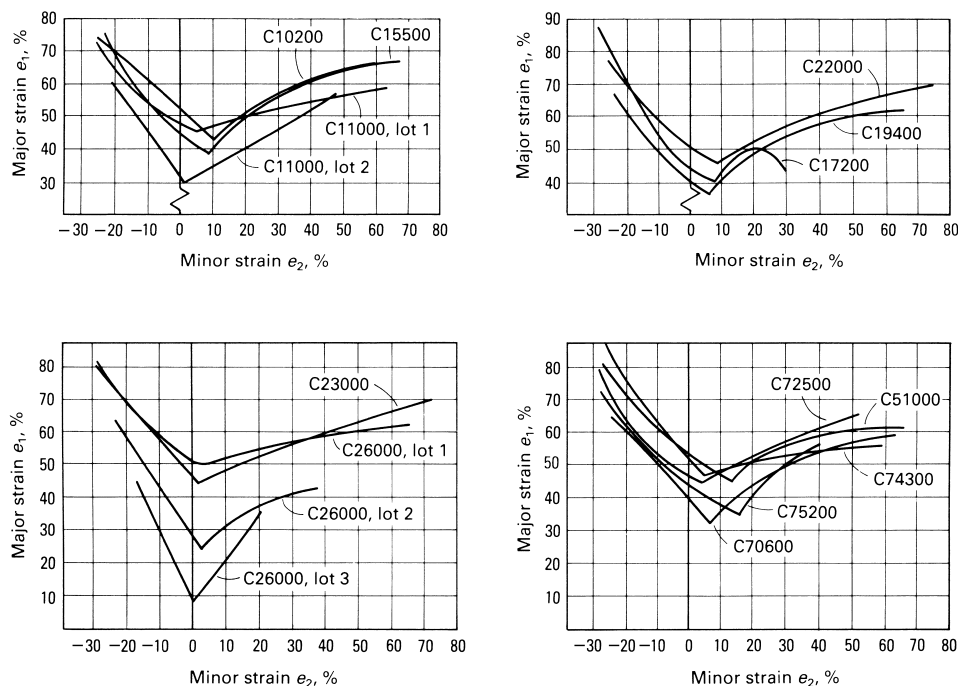 80
70
60
50
40
30
Major strain e₁, %
C10200
C15500
C11000, lot 1
C11000, lot 2
−30 −20 −10 0 10 20 30 40 50 60 70 80
Minor strain e₂, %
90
70
60
50
40
Major strain e₁, %
C22000
C19400
C17200
−30 −20 −10 0 10 20 30 40 50 60 70 80
Minor strain e₂, %
80
70
60
50
40
30
20
10
Major strain e₁, %
C23000
C26000, lot 1
C26000, lot 2
C26000, lot 3
−30 −20 −10 0 10 20 30 40 50 60 70 80
Minor strain e₂, %
80
70
60
50
40
30
20
10
Major strain e₁, %
C72500
C51000
C74300
C75200
C70600
−30 −20 −10 0 10 20 30 40 50 60 70 80
Minor strain e₂, %